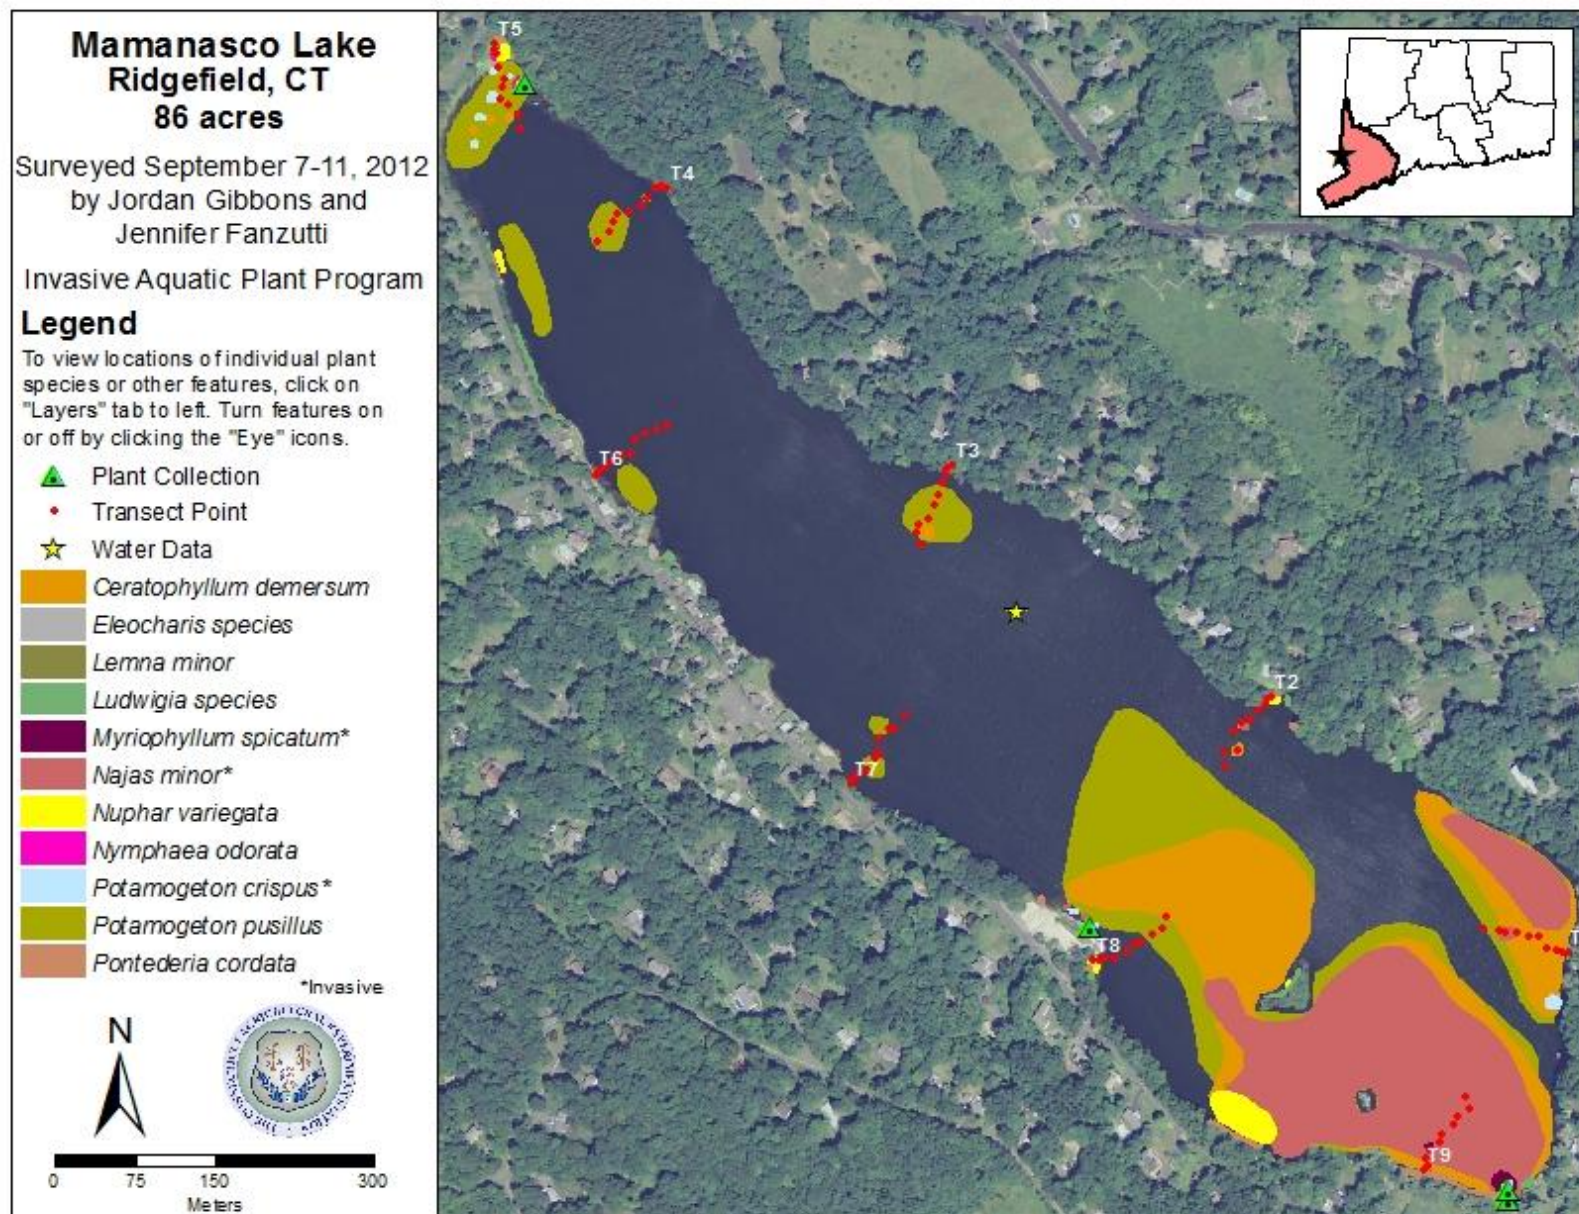 Mamanasco Lake
Ridgefield, CT
86 acres
Surveyed September 7-11, 2012
by Jordan Gibbons and
Jennifer Fanzutti
Invasive Aquatic Plant Program
Legend
To view locations of individual plant
species or other features, click on
"Layers" tab to left. Turn features on
or off by clicking the "Eye" icons.
Plant Collection
Transect Point
Water Data
Ceratophyllum demersum
Eleocharis species
Lemna minor
Ludwigia species
Myriophyllum spicatum*
Najas minor*
Nuphar variegata
Nymphaea odorata
Potamogeton crispus*
Potamogeton pusillus
Pontederia cordata
*Invasive
N
0 75 150 300
Meters
T5
T4
T3
T6
T2
T7
T8
T
T9